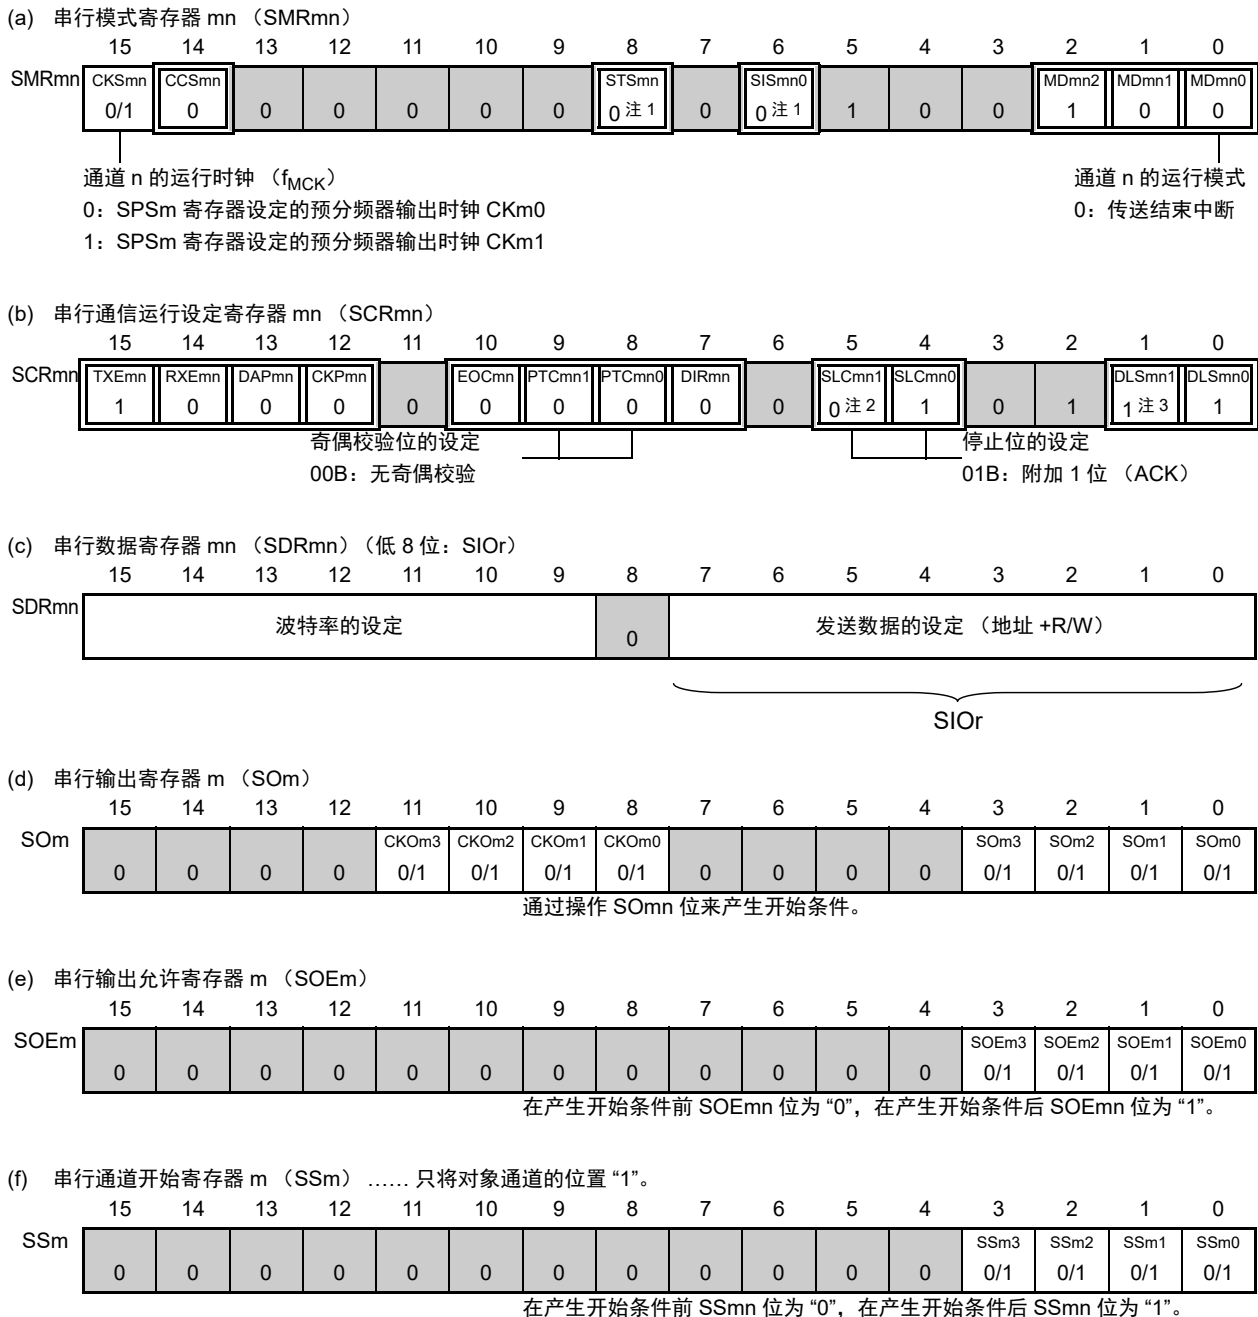 (a) 串行模式寄存器 mn （SMRmn）
15 14 13 12 11 10 9 8 7 6 5 4 3 2 1 0
SMRmn CKSmn CCSmn STSmn SISmn0 MDmn2 MDmn1 MDmn0
0/1 0 0 0 0 0 0 0 注 1 0 0 注 1 1 0 0 1 0 0
通道 n 的运行时钟 （fMCK） 通道 n 的运行模式
0：SPSm 寄存器设定的预分频器输出时钟 CKm0 0：传送结束中断
1：SPSm 寄存器设定的预分频器输出时钟 CKm1
(b) 串行通信运行设定寄存器 mn （SCRmn）
15 14 13 12 11 10 9 8 7 6 5 4 3 2 1 0
SCRmn TXEmn RXEmn DAPmn CKPmn EOCmn PTCmn1 PTCmn0 DIRmn SLCmn1 SLCmn0 DLSmn1 DLSmn0
1 0 0 0 0 0 0 0 0 0 0 注 2 1 0 1 1 注 3 1
奇偶校验位的设定 停止位的设定
00B：无奇偶校验 01B：附加 1 位 （ACK）
(c) 串行数据寄存器 mn （SDRmn）（低 8 位：SIOr）
15 14 13 12 11 10 9 8 7 6 5 4 3 2 1 0
SDRmn 波特率的设定 0 发送数据的设定 （地址 +R/W）
SIOr
(d) 串行输出寄存器 m （SOm）
15 14 13 12 11 10 9 8 7 6 5 4 3 2 1 0
SOm CKOm3 CKOm2 CKOm1 CKOm0 SOm3 SOm2 SOm1 SOm0
0 0 0 0 0/1 0/1 0/1 0/1 0 0 0 0 0/1 0/1 0/1 0/1
通过操作 SOmn 位来产生开始条件。
(e) 串行输出允许寄存器 m （SOEm）
15 14 13 12 11 10 9 8 7 6 5 4 3 2 1 0
SOEm SOEm3 SOEm2 SOEm1 SOEm0
0 0 0 0 0 0 0 0 0 0 0 0 0/1 0/1 0/1 0/1
在产生开始条件前 SOEmn 位为 “0”，在产生开始条件后 SOEmn 位为 “1”。
(f) 串行通道开始寄存器 m （SSm） …… 只将对象通道的位置 “1”。
15 14 13 12 11 10 9 8 7 6 5 4 3 2 1 0
SSm SSm3 SSm2 SSm1 SSm0
0 0 0 0 0 0 0 0 0 0 0 0 0/1 0/1 0/1 0/1
在产生开始条件前 SSmn 位为 “0”，在产生开始条件后 SSmn 位为 “1”。